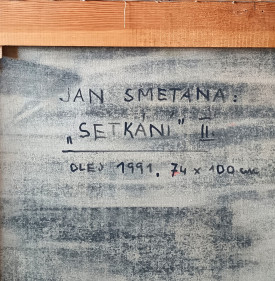 JAN SMETANA:
„SETKÁNÍ" II.
OLEJ 1991, 74 x 100 cm